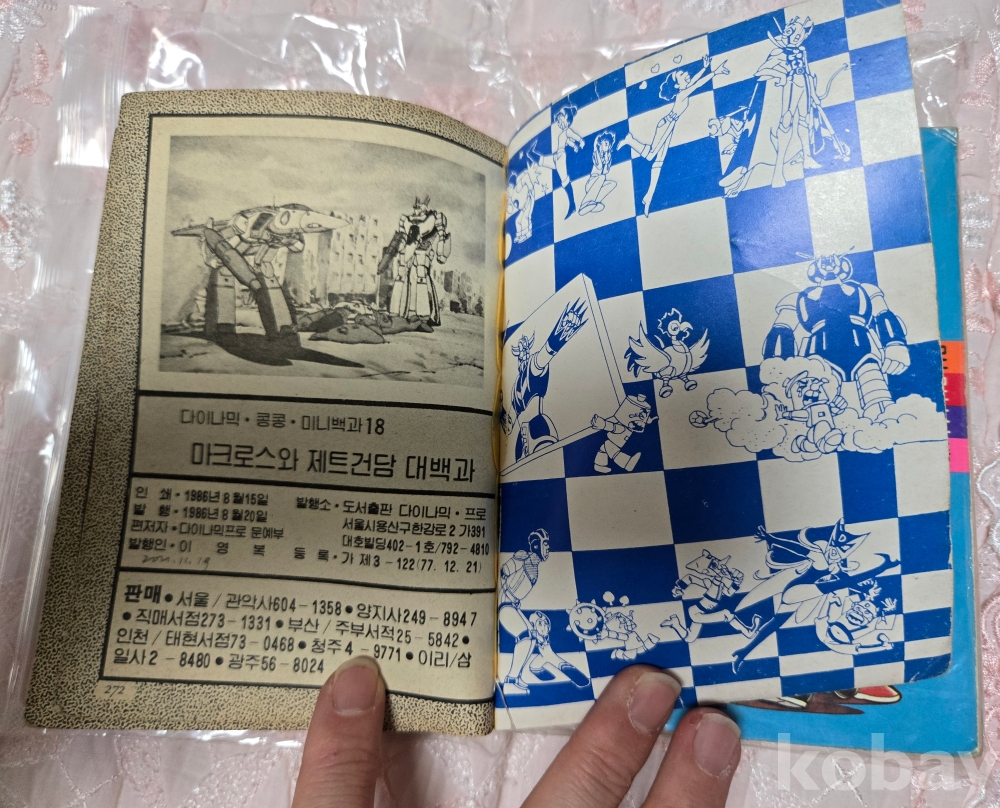 다이나믹 • 콩콩 • 미니백과 18
마크로스와 제트건담 대백과
인 쇄 • 1986년 8월15일
발 행 • 1986년 8월20일
편저자 • 다이나믹프로 문예부
발행인 • 이 영 복
발행소 • 도서출판 다이나믹 • 프로
서울시용산구한강로 2 가391
대호빌딩402-1호/792-4810
등 록 • 가 제3-122(77. 12. 21)
판매 • 서울 / 관악사604-1358 • 양지사249-8947
• 직매서점273-1331 • 부산 / 주부서적25-5842 •
인천 / 태현서점73-0468 • 청주4 -9771 • 이리/삼
일사2-8480 • 광주56-8024
272
kobay